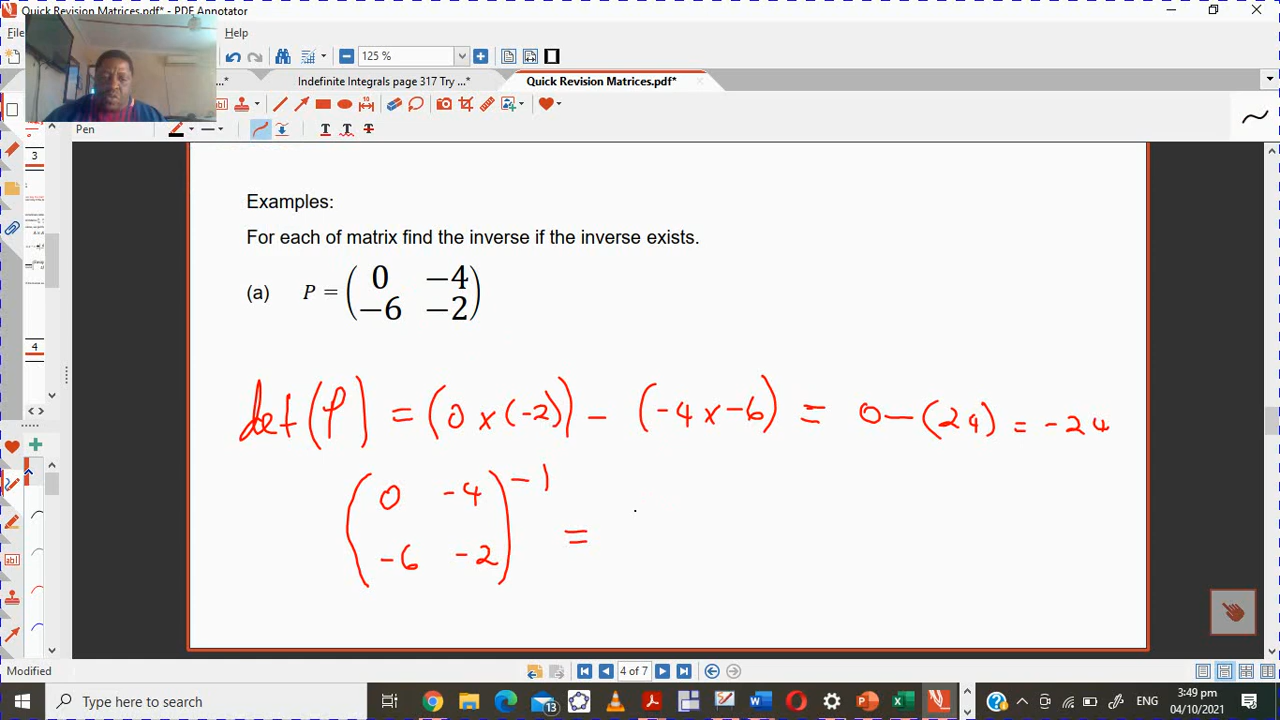 Quick Revision Matrices.pdf* - PDF Annotator
Help
125 %
Indefinite Integrals page 317 Try ...*
Quick Revision Matrices.pdf*
Pen
3
4
Examples:
For each of matrix find the inverse if the inverse exists.
(a) P = ( 0 −4
−6 −2 )
det(P) = (0 x (-2)) - (-4 x -6) = 0 - (24) = -24
( 0 -4
-6 -2 ) -1 =
Modified
4 of 7
Type here to search
13
ENG
3:49 pm
04/10/2021